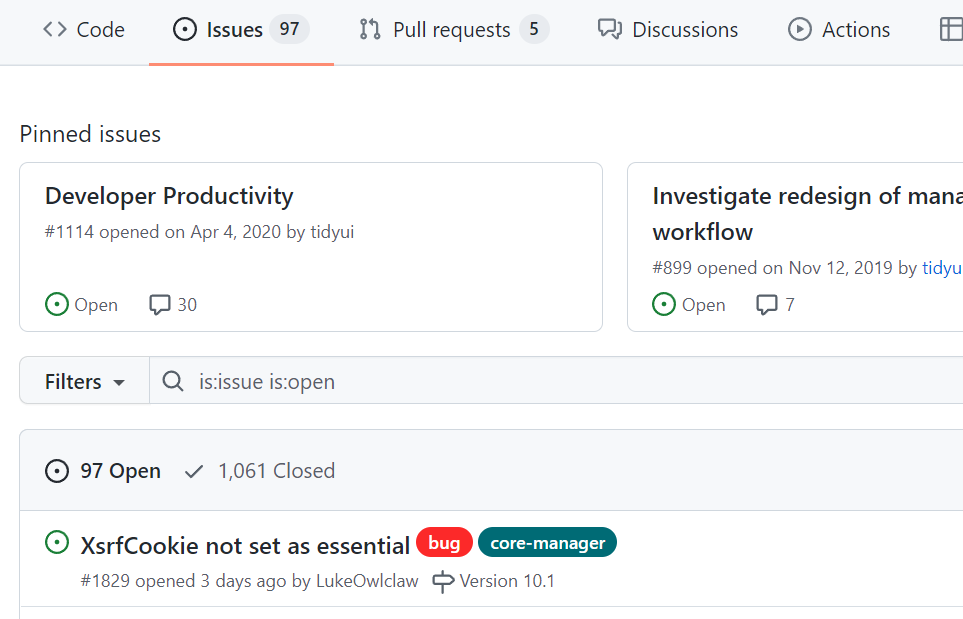 Code Issues 97 Pull requests 5 Discussions Actions
Pinned issues
Developer Productivity
#1114 opened on Apr 4, 2020 by tidyui
Open 30
Investigate redesign of mana
workflow
#899 opened on Nov 12, 2019 by tidyu
Open 7
Filters is:issue is:open
97 Open 1,061 Closed
XsrfCookie not set as essential bug core-manager
#1829 opened 3 days ago by LukeOwlclaw Version 10.1